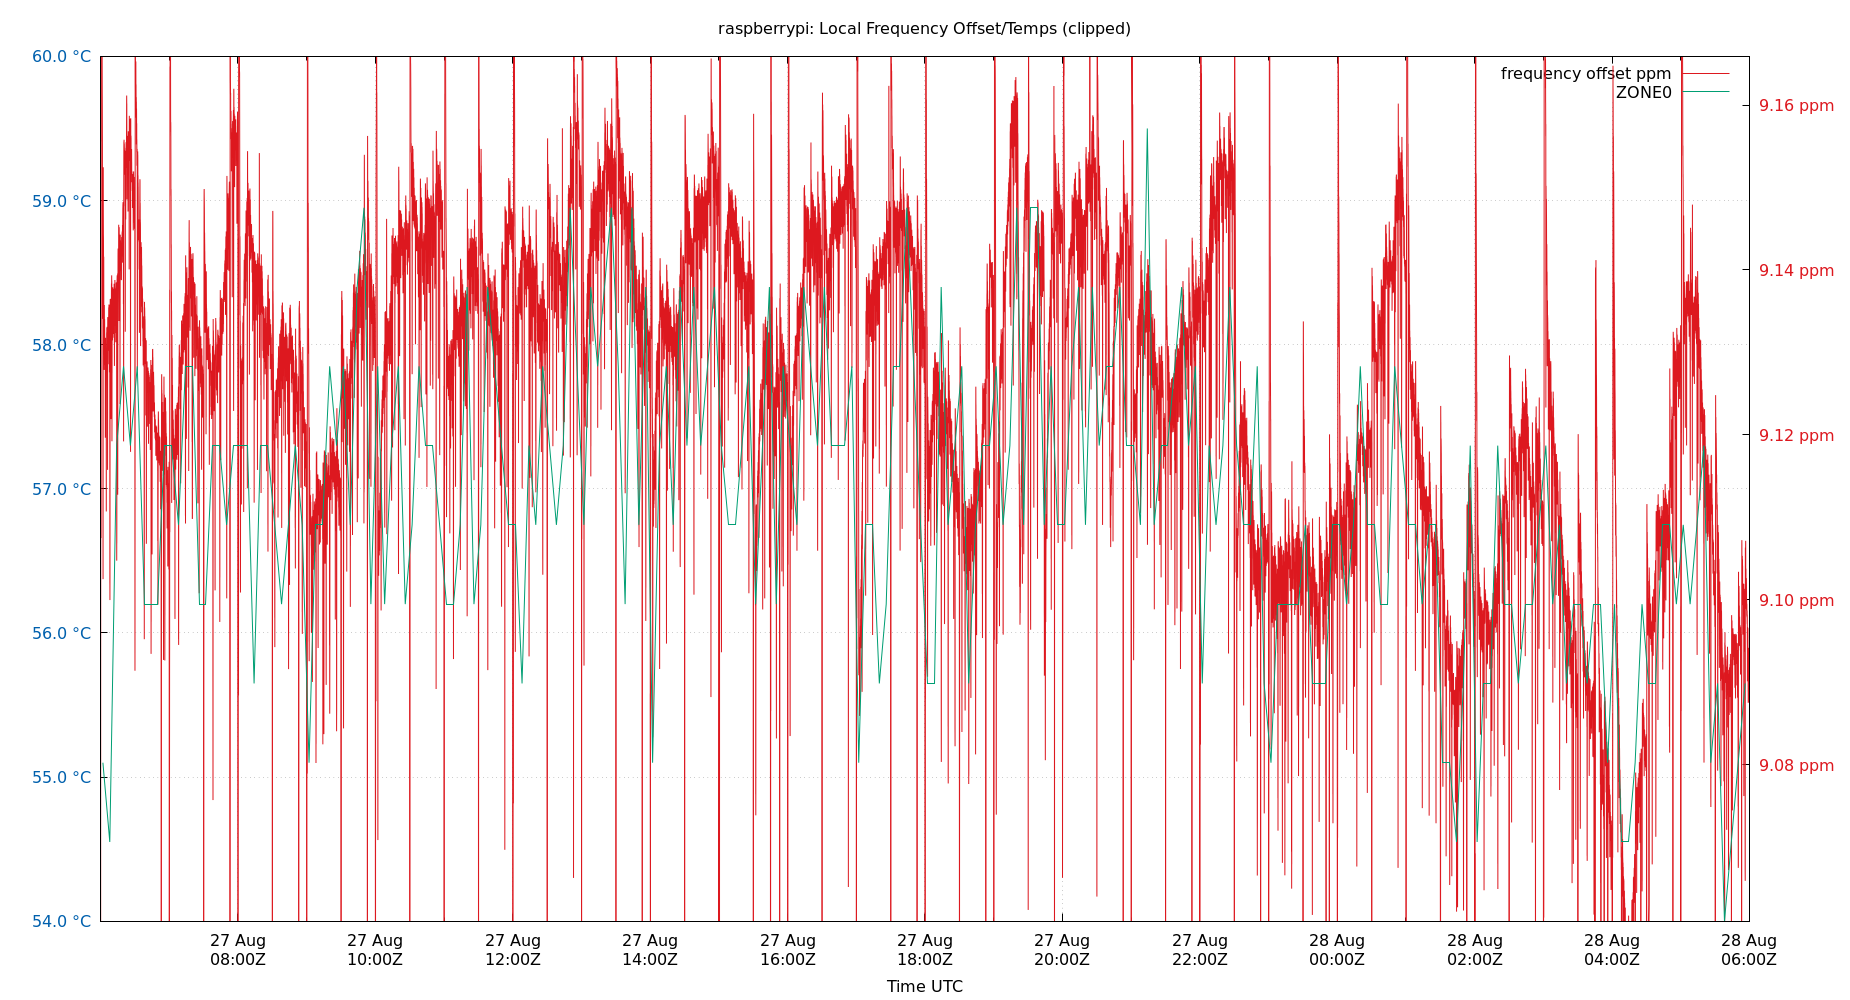 raspberrypi: Local Frequency Offset/Temps (clipped)
60.0 °C
59.0 °C
58.0 °C
57.0 °C
56.0 °C
55.0 °C
54.0 °C
frequency offset ppm
ZONE0
9.16 ppm
9.14 ppm
9.12 ppm
9.10 ppm
9.08 ppm
27 Aug
08:00Z
27 Aug
10:00Z
27 Aug
12:00Z
27 Aug
14:00Z
27 Aug
16:00Z
27 Aug
18:00Z
27 Aug
20:00Z
27 Aug
22:00Z
28 Aug
00:00Z
28 Aug
02:00Z
28 Aug
04:00Z
28 Aug
06:00Z
Time UTC